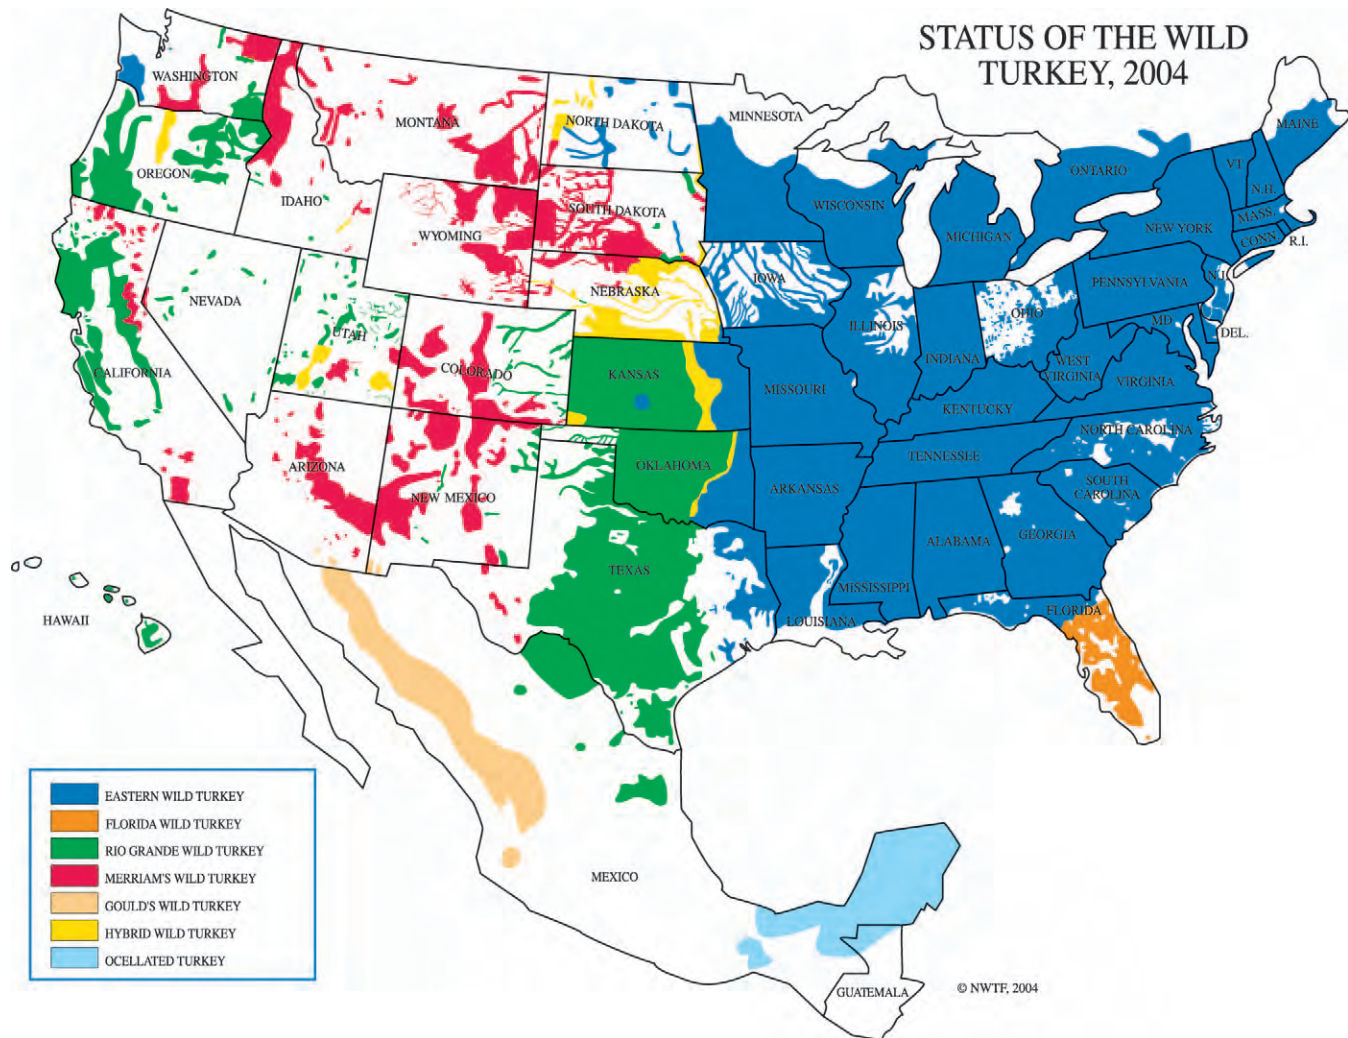 STATUS OF THE WILD
TURKEY, 2004
WASHINGTON
MONTANA
NORTH DAKOTA
MINNESOTA
MAINE
OREGON
IDAHO
WYOMING
SOUTH DAKOTA
WISCONSIN
MICHIGAN
ONTARIO
VT.
N.H.
MASS.
CONN.
R.I.
NEW YORK
NEVADA
UTAH
NEBRASKA
IOWA
ILLINOIS
INDIANA
OHIO
PENNSYLVANIA
N.J.
MD.
DEL.
CALIFORNIA
COLORADO
KANSAS
MISSOURI
KENTUCKY
WEST
VIRGINIA
VIRGINIA
ARIZONA
NEW MEXICO
OKLAHOMA
ARKANSAS
TENNESSEE
NORTH CAROLINA
SOUTH
CAROLINA
TEXAS
LOUISIANA
MISSISSIPPI
ALABAMA
GEORGIA
FLORIDA
HAWAII
MEXICO
GUATEMALA
EASTERN WILD TURKEY
FLORIDA WILD TURKEY
RIO GRANDE WILD TURKEY
MERRIAM'S WILD TURKEY
GOULD'S WILD TURKEY
HYBRID WILD TURKEY
OCELLATED TURKEY
© NWTF, 2004